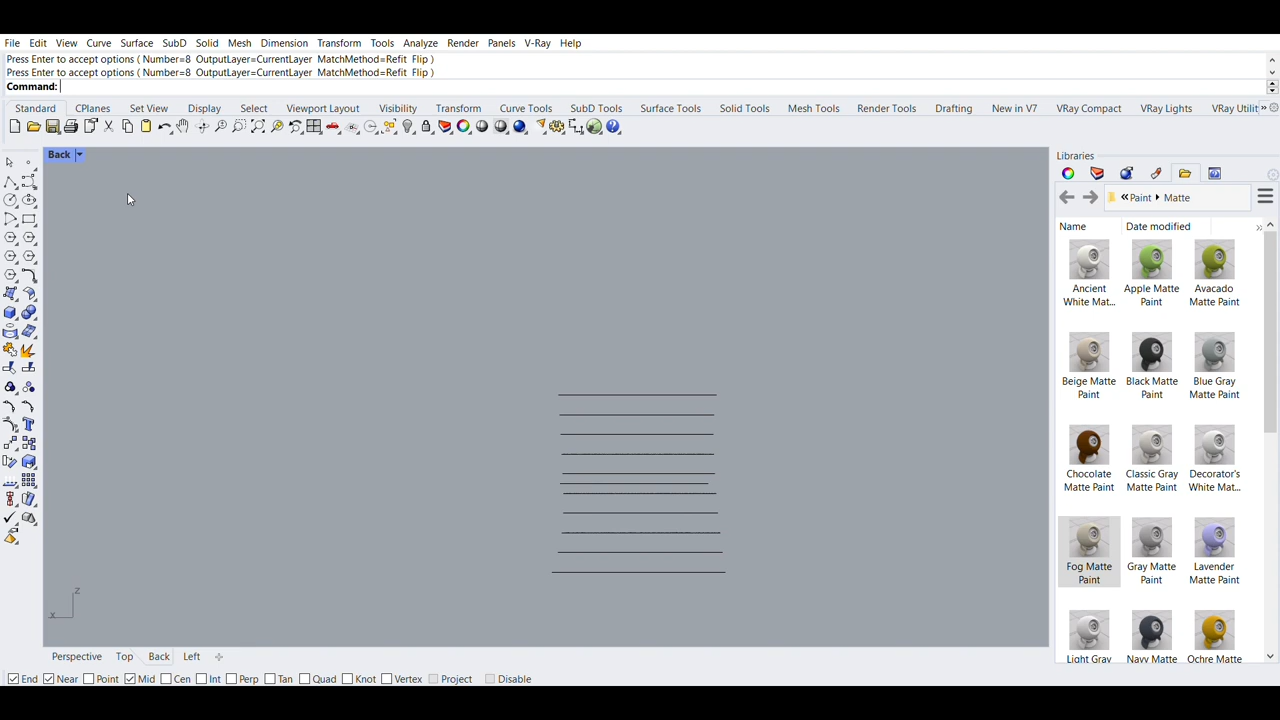 File Edit View Curve Surface SubD Solid Mesh Dimension Transform Tools Analyze Render Panels V-Ray Help
Press Enter to accept options ( Number=8 OutputLayer=CurrentLayer MatchMethod=Refit Flip )
Press Enter to accept options ( Number=8 OutputLayer=CurrentLayer MatchMethod=Refit Flip )
Command:
Standard CPlanes Set View Display Select Viewport Layout Visibility Transform Curve Tools SubD Tools Surface Tools Solid Tools Mesh Tools Render Tools Drafting New in V7 VRay Compact VRay Lights VRay Utilit »
Back
Libraries
« Paint Matte
Name Date modified »
Ancient White Mat...
Apple Matte Paint
Avacado Matte Paint
Beige Matte Paint
Black Matte Paint
Blue Gray Matte Paint
Chocolate Matte Paint
Classic Gray Matte Paint
Decorator's White Mat...
Fog Matte Paint
Gray Matte Paint
Lavender Matte Paint
Light Gray
Navy Matte
Ochre Matte
z
x
Perspective Top Back Left
End Near Point Mid Cen Int Perp Tan Quad Knot Vertex Project Disable